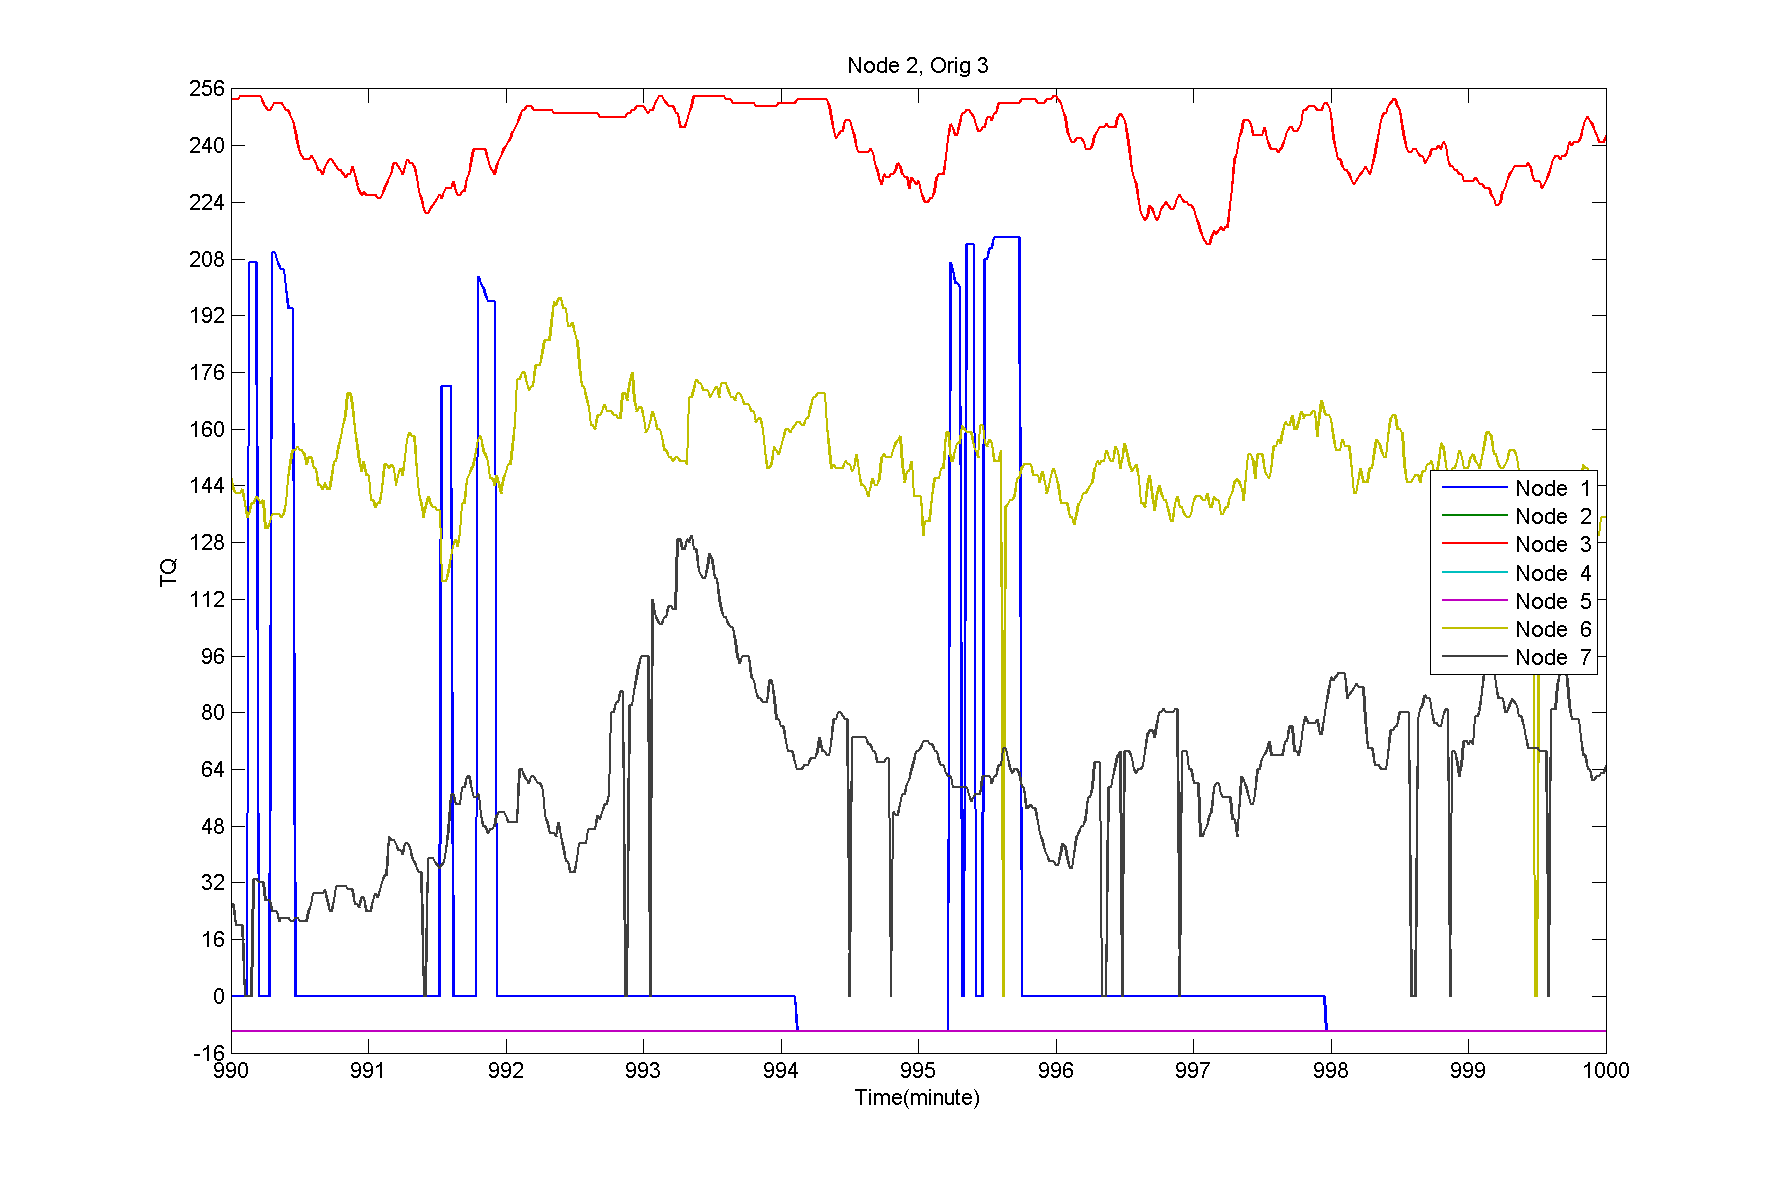 Node 2, Orig 3
256
240
224
208
192
176
160
144
128
112
96
80
64
48
32
16
0
-16
TQ
Node 1
Node 2
Node 3
Node 4
Node 5
Node 6
Node 7
990 991 992 993 994 995 996 997 998 999 1000
Time(minute)